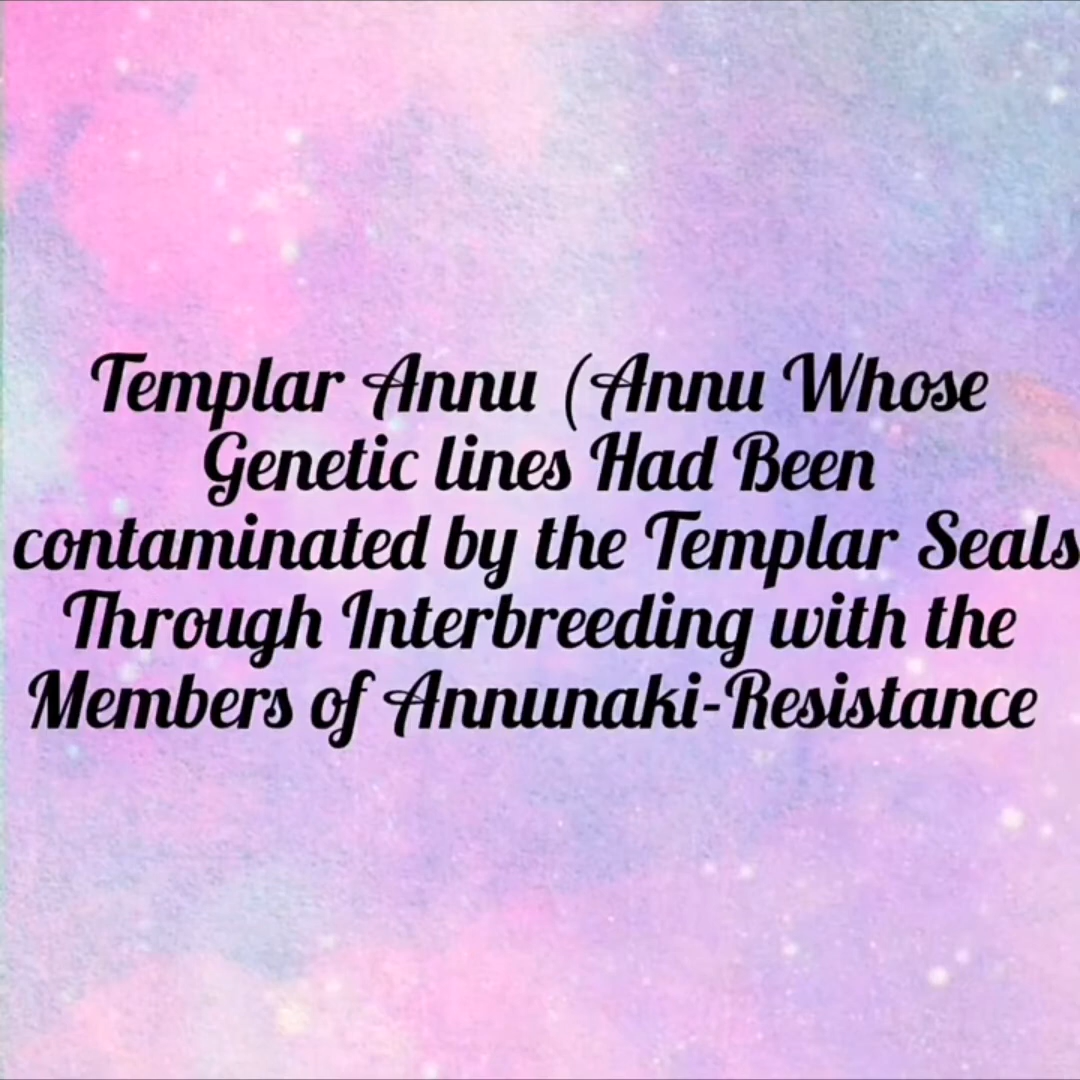 Templar Annu (Annu Whose
Genetic lines Had Been
contaminated by the Templar Seals
Through Interbreeding with the
Members of Annunaki-Resistance